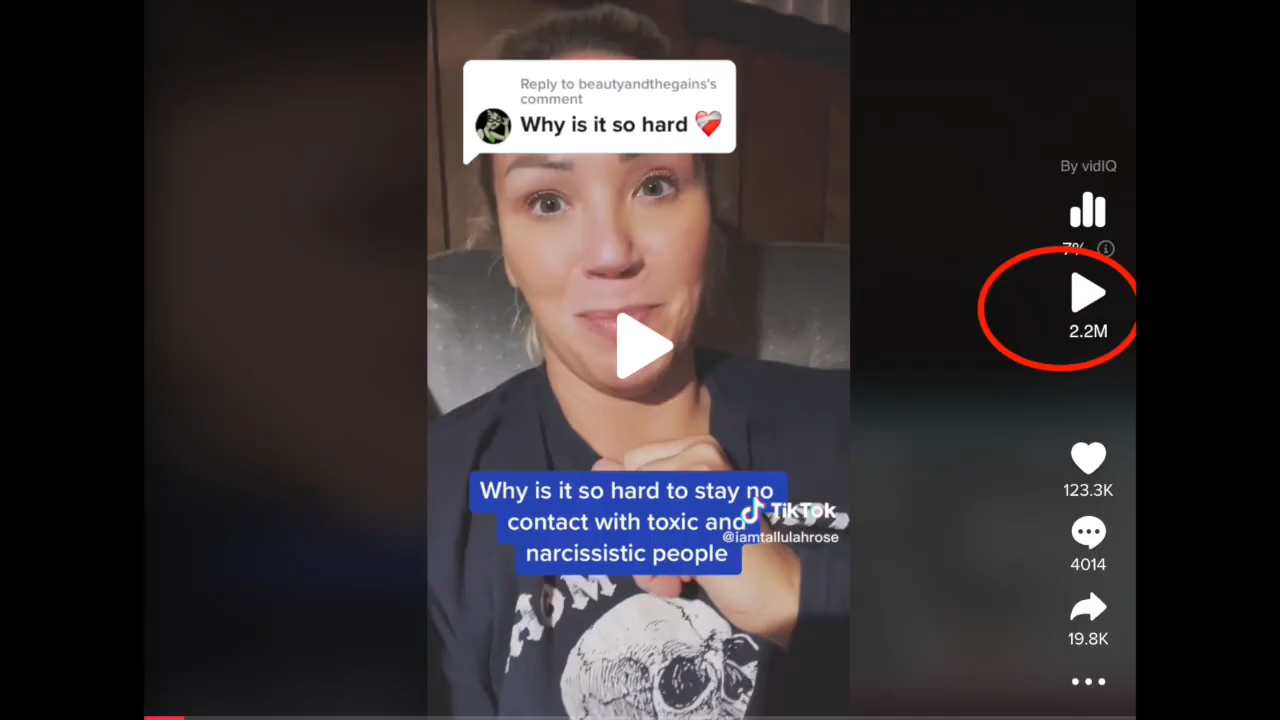 Reply to beautyandthegains's
comment
Why is it so hard ❤️‍🩹
By vidIQ
7%
2.2M
123.3K
Why is it so hard to stay no
contact with toxic and
narcissistic people
TikTok
@iamtallulahrose
4014
19.8K